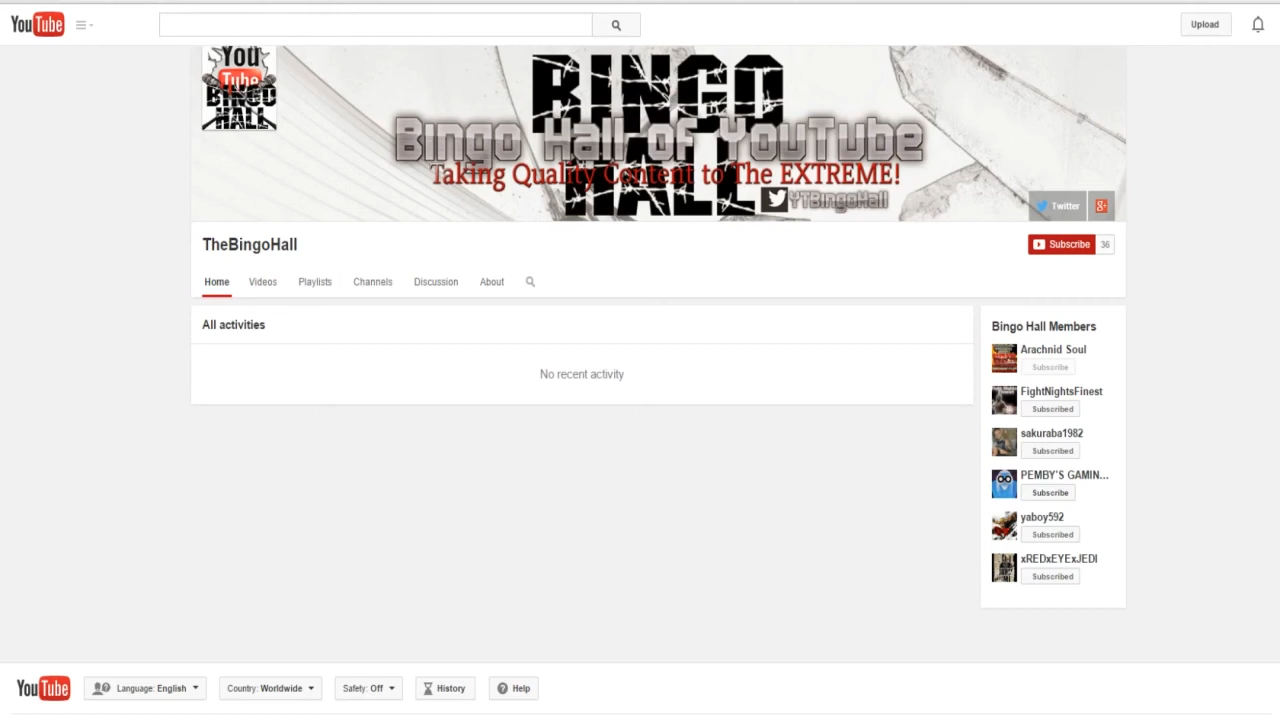 YouTube
Upload
You
Tube
BINGO
HALL
BINGO
HALL
Bingo Hall of YouTube
Taking Quality Content to The EXTREME!
YTBingoHall
Twitter
TheBingoHall
Subscribe 36
Home Videos Playlists Channels Discussion About
All activities
No recent activity
Bingo Hall Members
Arachnid Soul
Subscribe
FightNightsFinest
Subscribed
sakuraba1982
Subscribed
PEMBY'S GAMIN...
Subscribe
yaboy592
Subscribed
xREDxEYExJEDI
Subscribed
YouTube Language: English Country: Worldwide Safety: Off History Help